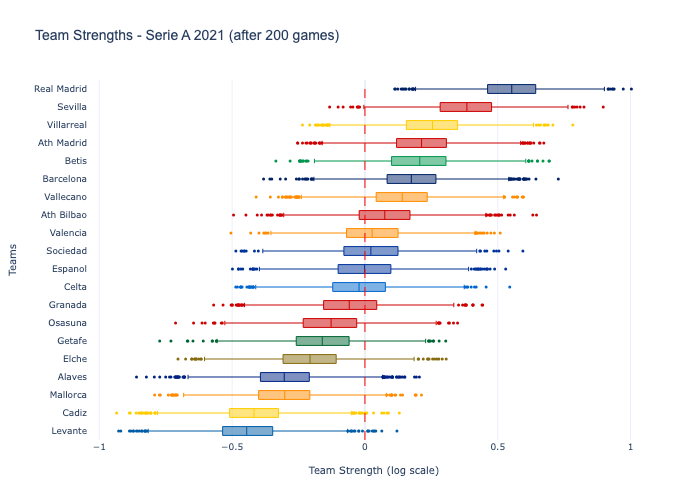 Team Strengths - Serie A 2021 (after 200 games)
Real Madrid
Sevilla
Villarreal
Ath Madrid
Betis
Barcelona
Vallecano
Ath Bilbao
Valencia
Sociedad
Espanol
Celta
Granada
Osasuna
Getafe
Elche
Alaves
Mallorca
Cadiz
Levante
Teams
−1
−0.5
0
0.5
1
Team Strength (log scale)